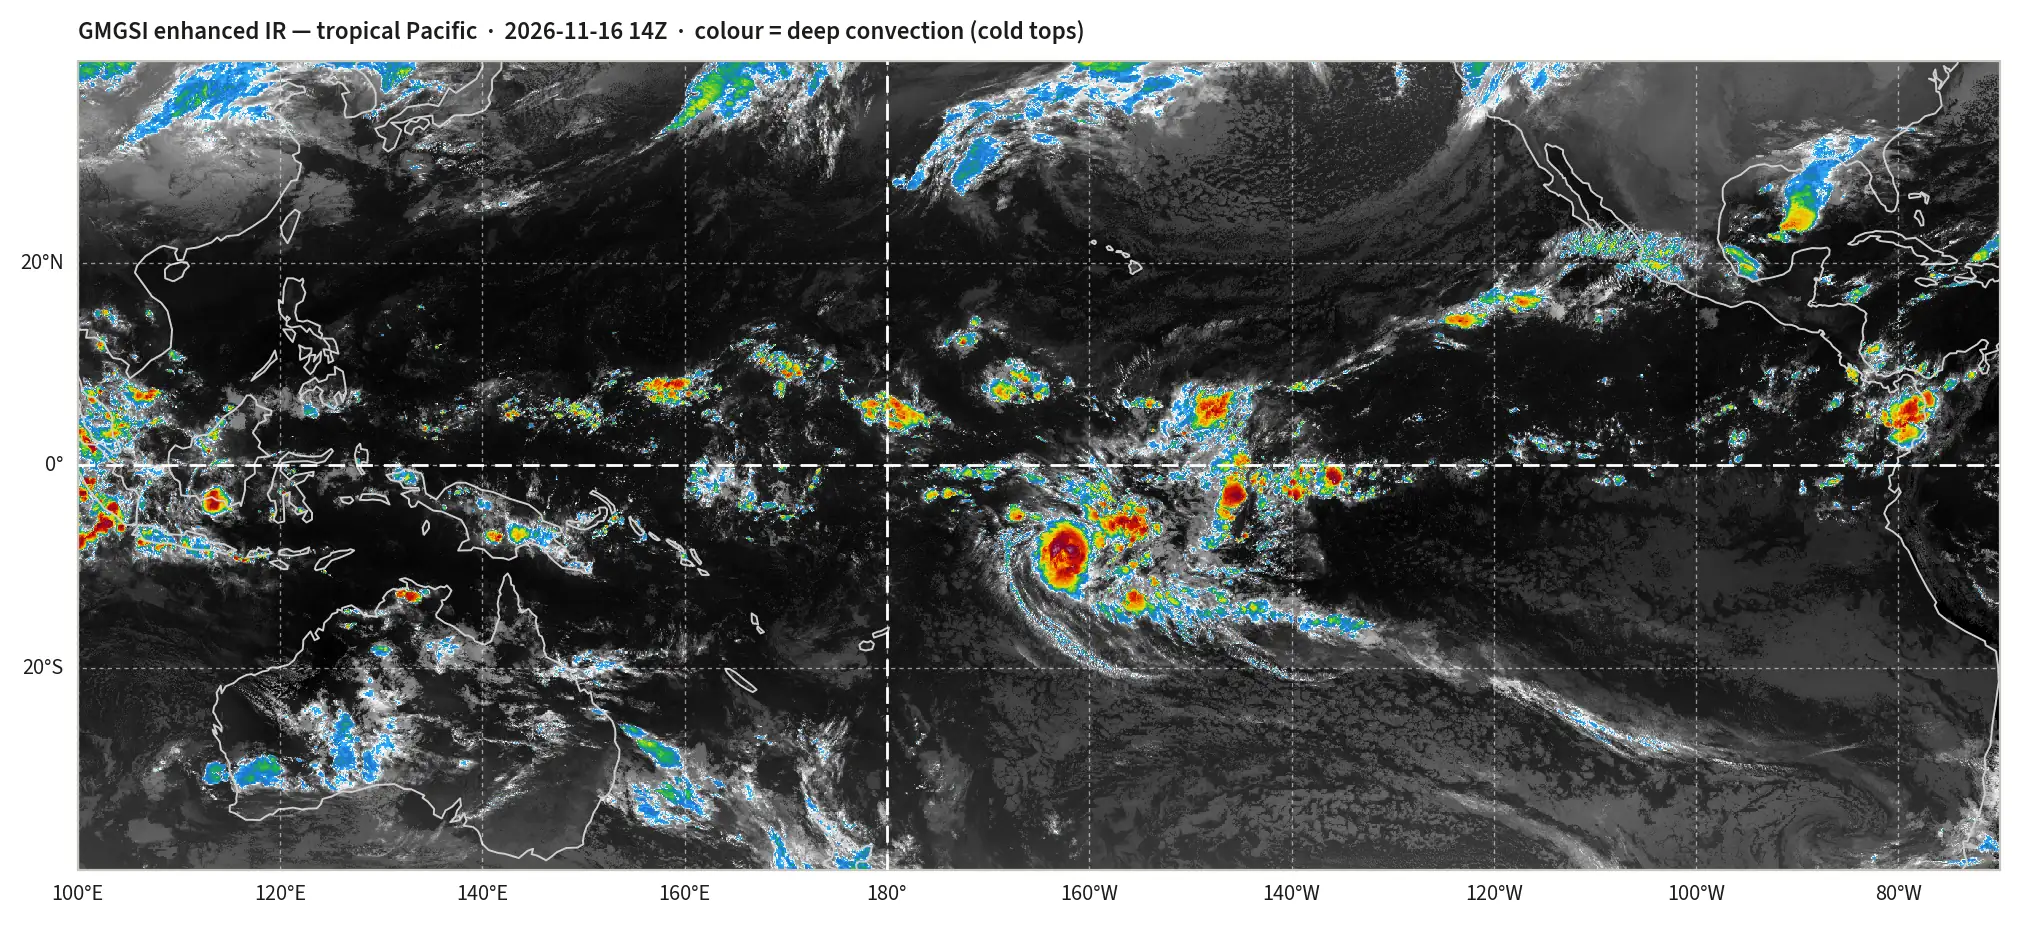 GMGSI enhanced IR — tropical Pacific · 2026-11-16 14Z · colour = deep convection (cold tops)
20°N
0°
20°S
100°E 120°E 140°E 160°E 180° 160°W 140°W 120°W 100°W 80°W